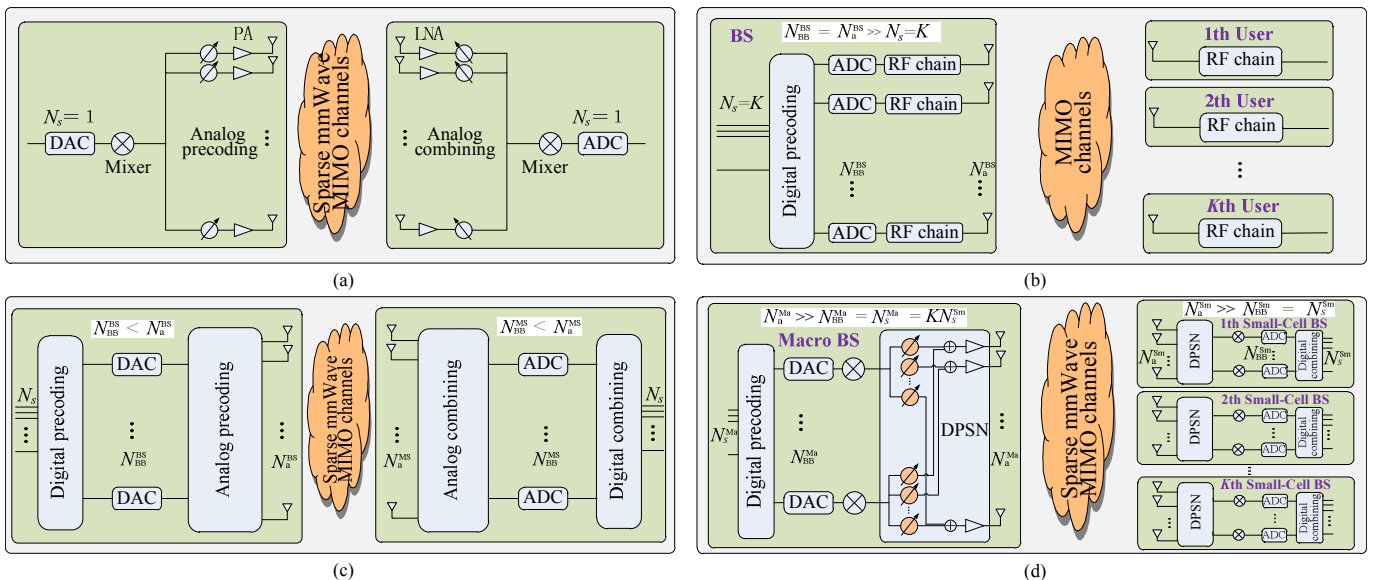 PA
LNA
N_s = 1
DAC
Mixer
Analog
precoding
Sparse mmWave
MIMO channels
Analog
combining
Mixer
N_s = 1
ADC
(a)
BS
N_BB^BS = N_a^BS >> N_s=K
N_s=K
Digital precoding
ADC
RF chain
ADC
RF chain
N_BB^BS
N_a^BS
ADC
RF chain
MIMO
channels
1th User
RF chain
2th User
RF chain
Kth User
RF chain
(b)
N_BB^BS < N_a^BS
N_s
Digital precoding
DAC
N_BB^BS
DAC
Analog precoding
N_a^BS
Sparse mmWave
MIMO channels
N_BB^MS < N_a^MS
N_a^MS
Analog combining
ADC
N_BB^MS
ADC
Digital combining
N_s
(c)
N_a^Ma >> N_BB^Ma = N_s^Ma = KN_s^Sm
Macro BS
N_s^Ma
Digital precoding
DAC
N_BB^Ma
DAC
DPSN
N_a^Ma
Sparse mmWave
MIMO channels
N_a^Sm >> N_BB^Sm = N_s^Sm
1th Small-Cell BS
N_a^Sm
DPSN
N_BB^Sm
ADC
ADC
Digital
combining
N_s^Sm
2th Small-Cell BS
DPSN
ADC
ADC
Digital
combining
Kth Small-Cell BS
DPSN
ADC
ADC
Digital
combining
(d)